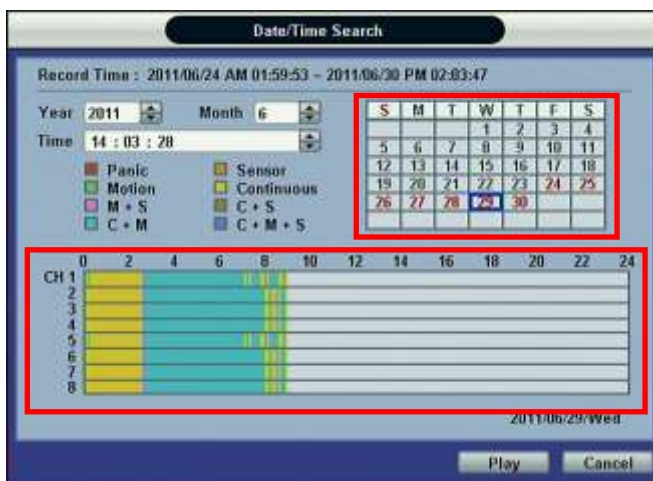 Date/Time Search
Record Time : 2011/06/24 AM 01:59:53 ~ 2011/06/30 PM 02:03:47
Year 2011 Month 6
Time 14 : 03 : 28
Panic Sensor
Motion Continuous
M + S C + S
C + M C + M + S
S M T W T F S
1 2 3 4
5 6 7 8 9 10 11
12 13 14 15 16 17 18
19 20 21 22 23 24 25
26 27 28 29 30
0 2 4 6 8 10 12 14 16 18 20 22 24
CH 1
2
3
4
5
6
7
8
2011/06/29/Wed
Play Cancel